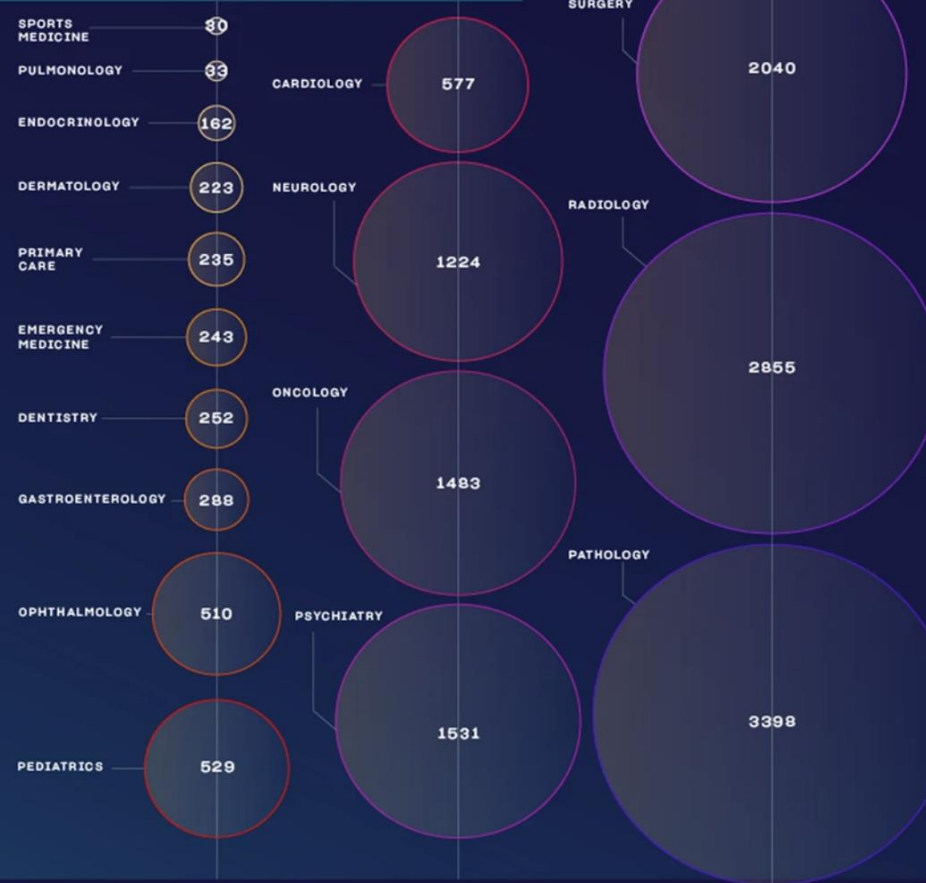 SPORTS
MEDICINE
30
PULMONOLOGY
33
ENDOCRINOLOGY
162
DERMATOLOGY
223
PRIMARY
CARE
235
EMERGENCY
MEDICINE
243
DENTISTRY
252
GASTROENTEROLOGY
288
OPHTHALMOLOGY
510
PEDIATRICS
529
CARDIOLOGY
577
NEUROLOGY
1224
ONCOLOGY
1483
PSYCHIATRY
1531
SURGERY
2040
RADIOLOGY
2855
PATHOLOGY
3398